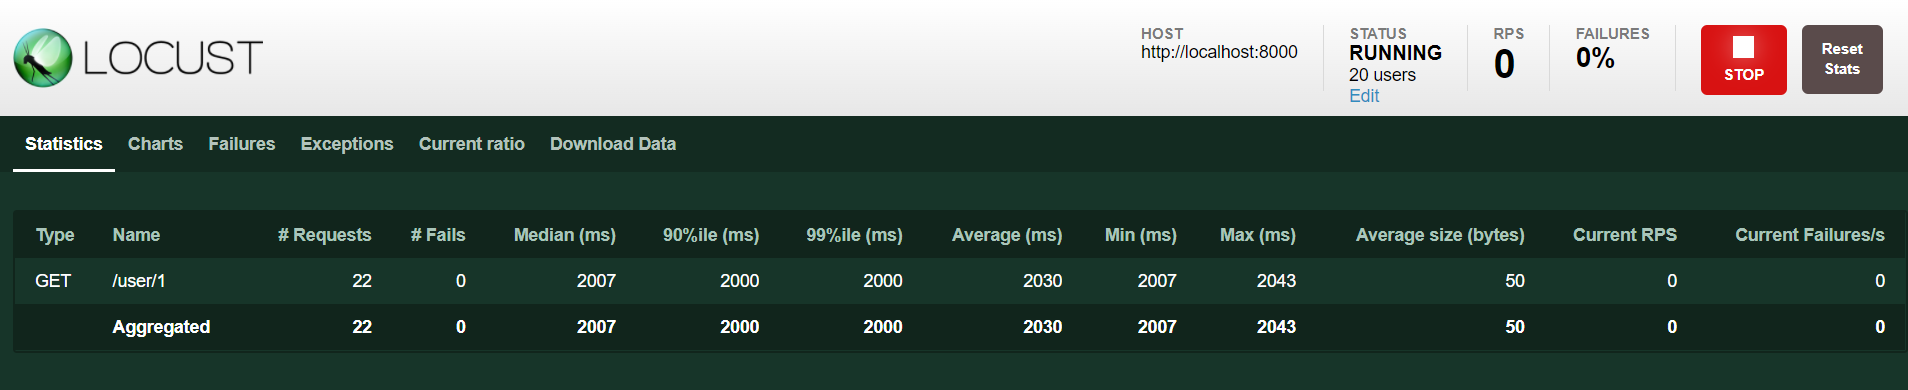 LOCUST
HOST
http://localhost:8000
STATUS
RUNNING
20 users
Edit
RPS
0
FAILURES
0%
STOP
Reset
Stats
Statistics Charts Failures Exceptions Current ratio Download Data
Type Name # Requests # Fails Median (ms) 90%ile (ms) 99%ile (ms) Average (ms) Min (ms) Max (ms) Average size (bytes) Current RPS Current Failures/s
GET /user/1 22 0 2007 2000 2000 2030 2007 2043 50 0 0
Aggregated 22 0 2007 2000 2000 2030 2007 2043 50 0 0